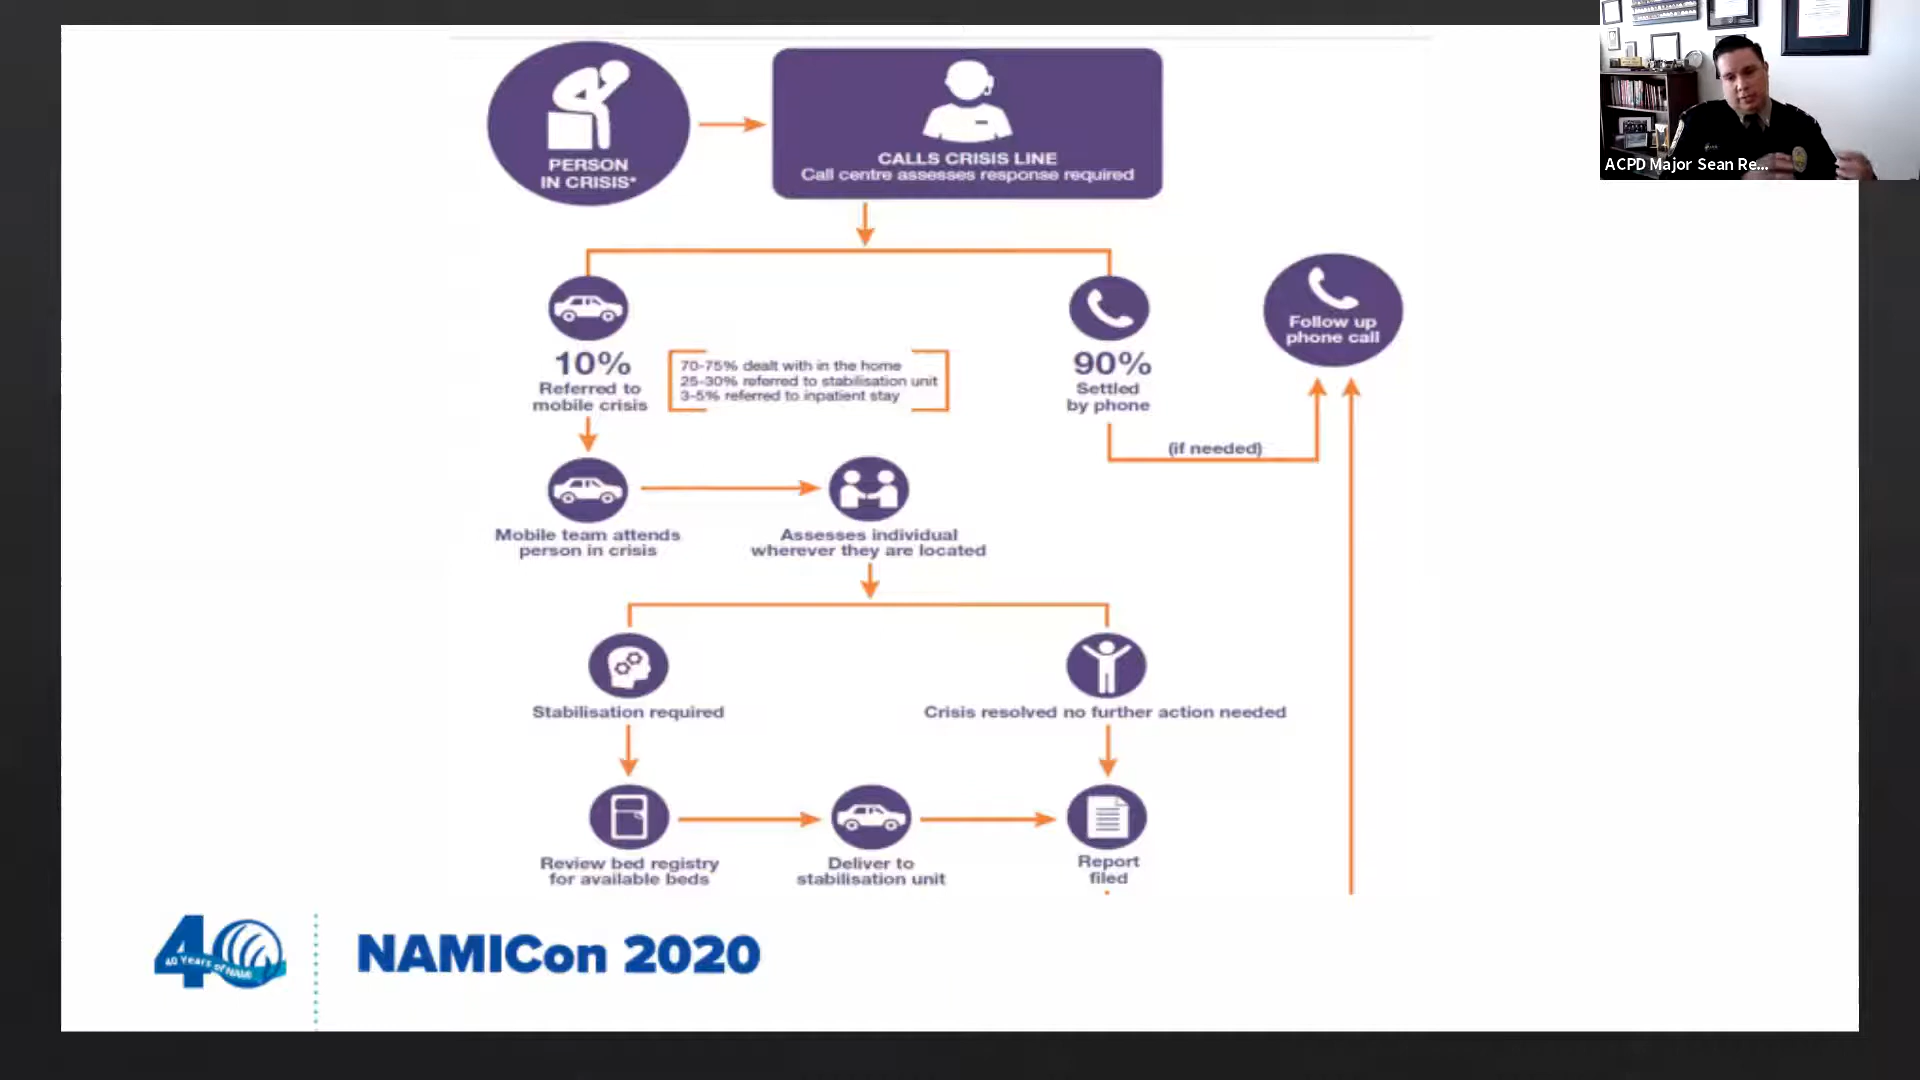 PERSON
IN CRISIS*
CALLS CRISIS LINE
Call centre assesses response required
ACPD Major Sean Re...
10%
Referred to
mobile crisis
70-75% dealt with in the home
25-30% referred to stabilisation unit
3-5% referred to inpatient stay
90%
Settled
by phone
Follow up
phone call
(if needed)
Mobile team attends
person in crisis
Assesses individual
wherever they are located
Stabilisation required
Crisis resolved no further action needed
Review bed registry
for available beds
Deliver to
stabilisation unit
Report
filed
40
40 Years of NAMI
NAMICon 2020